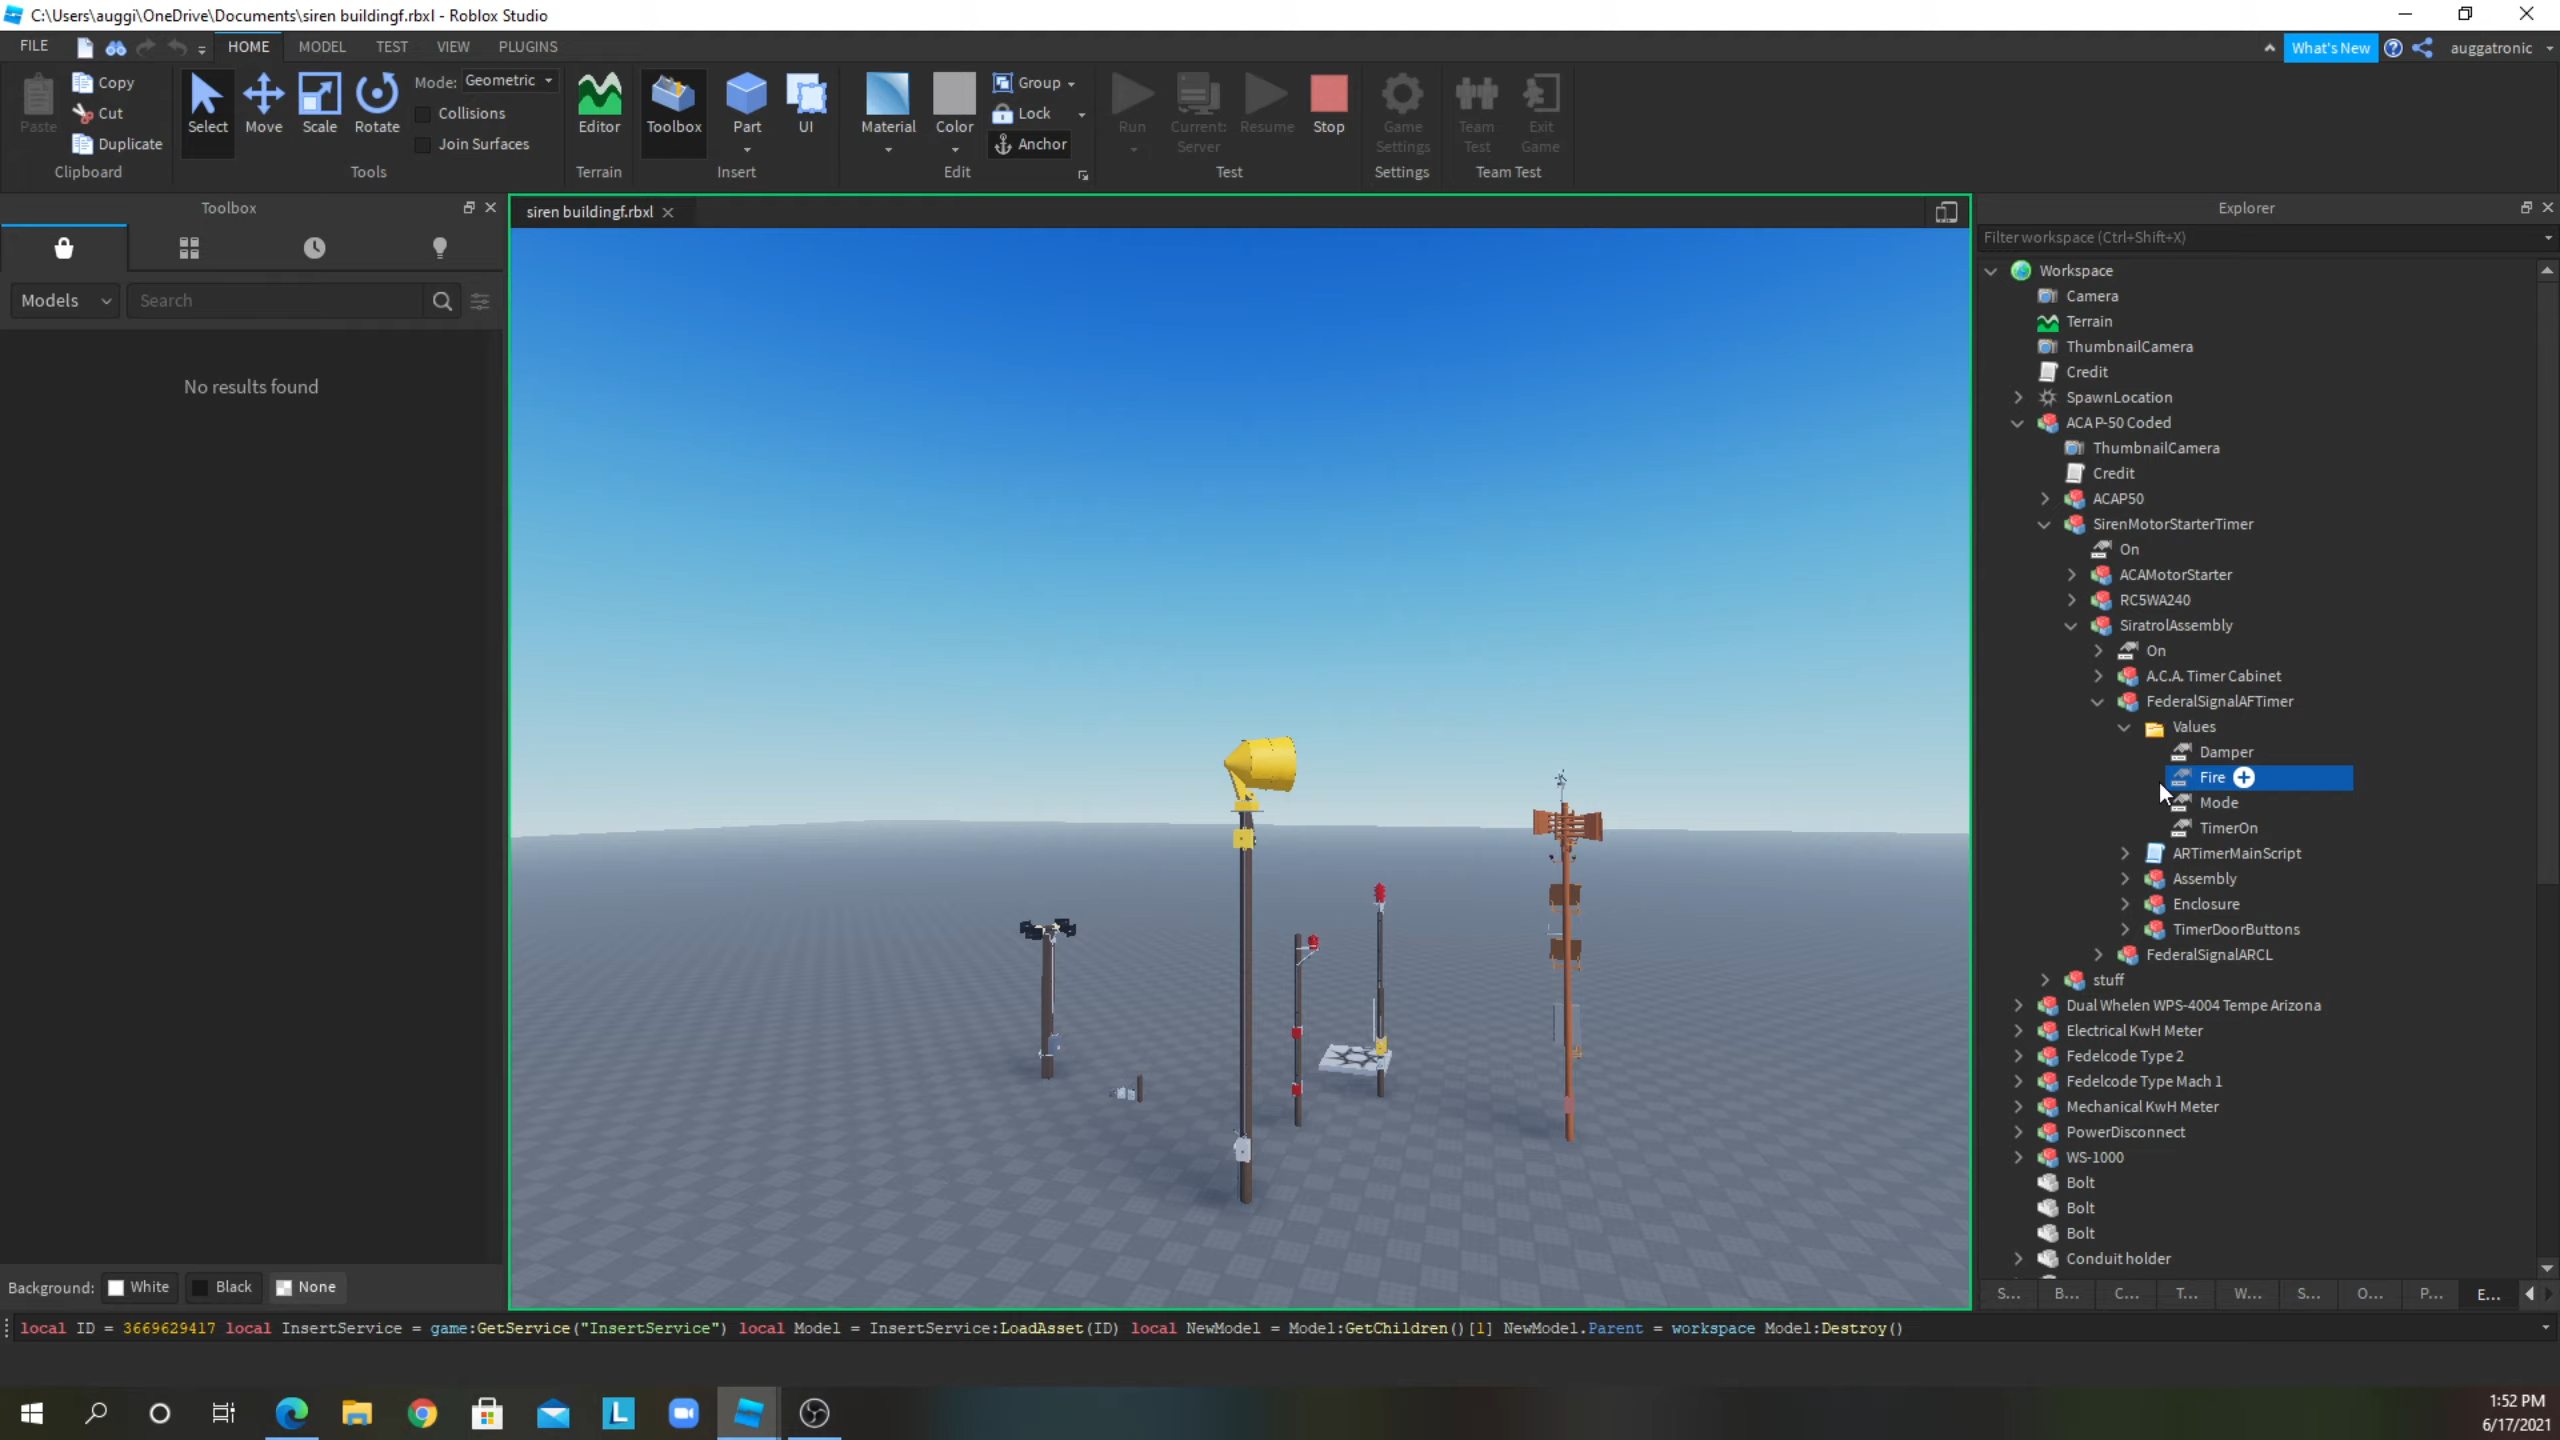 C:\Users\auggi\OneDrive\Documents\siren buildingf.rbxl - Roblox Studio
FILE HOME MODEL TEST VIEW PLUGINS What's New auggatronic
Paste Copy Cut Duplicate
Clipboard
Select Move Scale Rotate
Mode: Geometric
Collisions
Join Surfaces
Tools
Editor
Terrain
Toolbox Part UI
Insert
Material Color
Group
Lock
Anchor
Edit
Run Current: Server Resume Stop
Test
Game Settings
Settings
Team Test Exit Game
Team Test
Toolbox
Models Search
No results found
Background: White Black None
siren buildingf.rbxl
Explorer
Filter workspace (Ctrl+Shift+X)
Workspace
Camera
Terrain
ThumbnailCamera
Credit
SpawnLocation
ACAP-50 Coded
ThumbnailCamera
Credit
ACAP50
SirenMotorStarterTimer
On
ACAMotorStarter
RC5WA240
SiratrolAssembly
On
A.C.A. Timer Cabinet
FederalSignalAFTimer
Values
Damper
Fire
Mode
TimerOn
ARTimerMainScript
Assembly
Enclosure
TimerDoorButtons
FederalSignalARCL
stuff
Dual Whelen WPS-4004 Tempe Arizona
Electrical KwH Meter
Fedelcode Type 2
Fedelcode Type Mach 1
Mechanical KwH Meter
PowerDisconnect
WS-1000
Bolt
Bolt
Bolt
Conduit holder
S... B... C... T... W... S... O... P... E...
local ID = 3669629417 local InsertService = game:GetService("InsertService") local Model = InsertService:LoadAsset(ID) local NewModel = Model:GetChildren()[1] NewModel.Parent = workspace Model:Destroy()
1:52 PM
6/17/2021